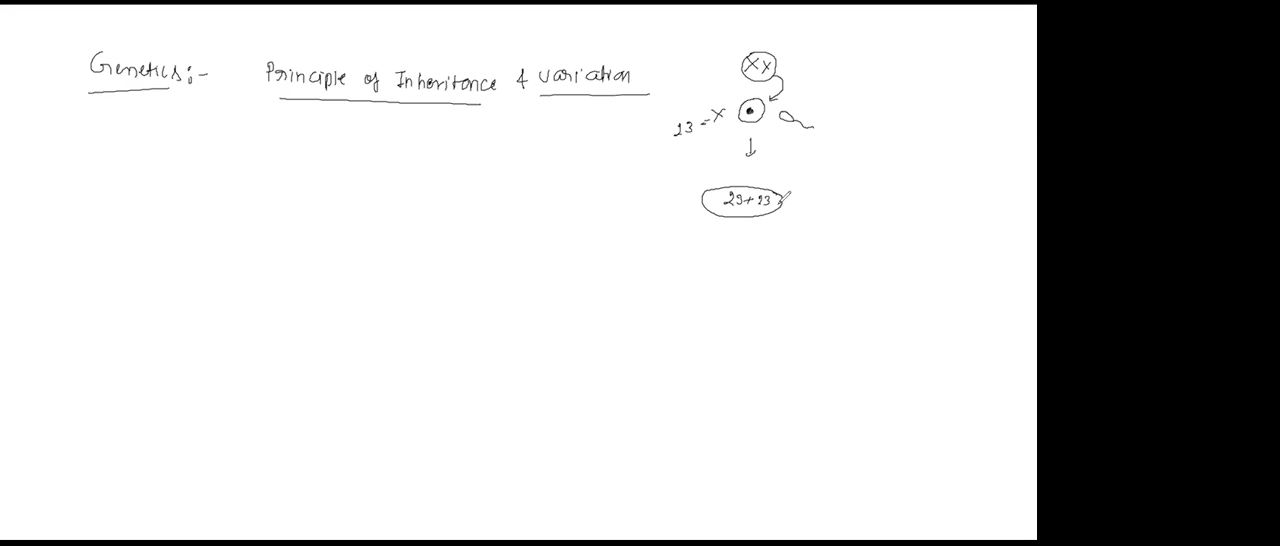 Genetics:- Principle of Inheritance & Variation
XX
23 = X
23+23